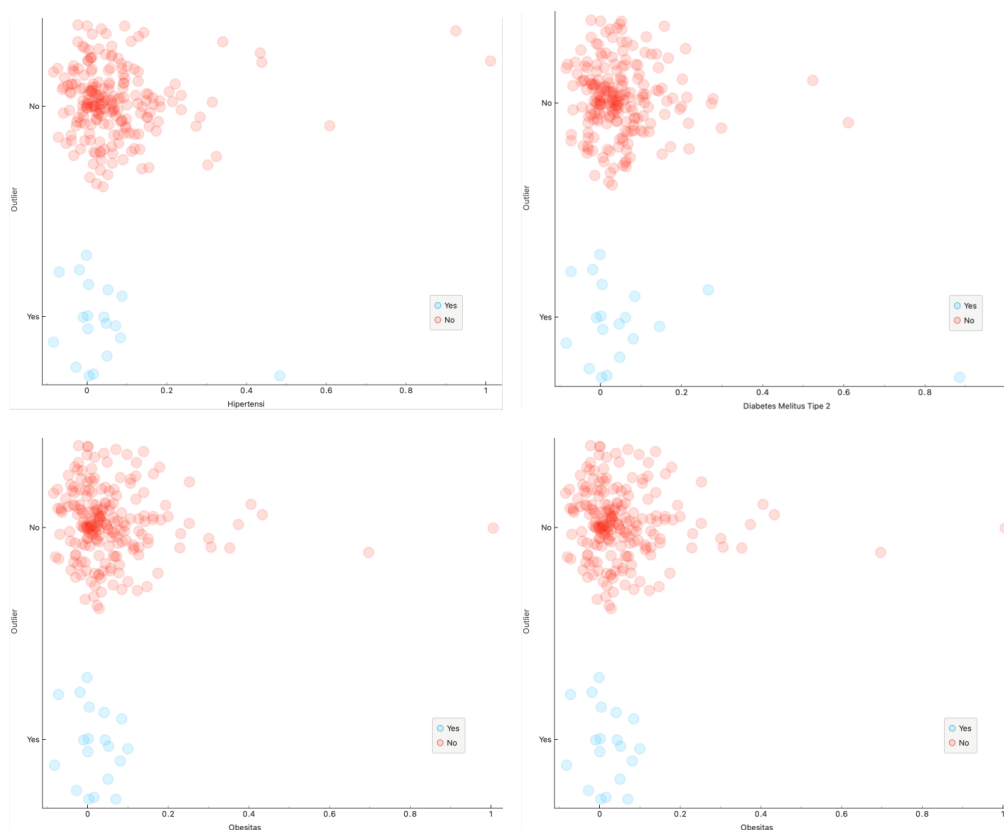 Outlier
No
Yes
Yes
No
0
0.2
0.4
0.6
0.8
1
Hipertensi
Outlier
No
Yes
Yes
No
0
0.2
0.4
0.6
0.8
Diabetes Melitus Tipe 2
Outlier
No
Yes
Yes
No
0
0.2
0.4
0.6
0.8
1
Obesitas
Outlier
No
Yes
Yes
No
0
0.2
0.4
0.6
0.8
1
Obesitas